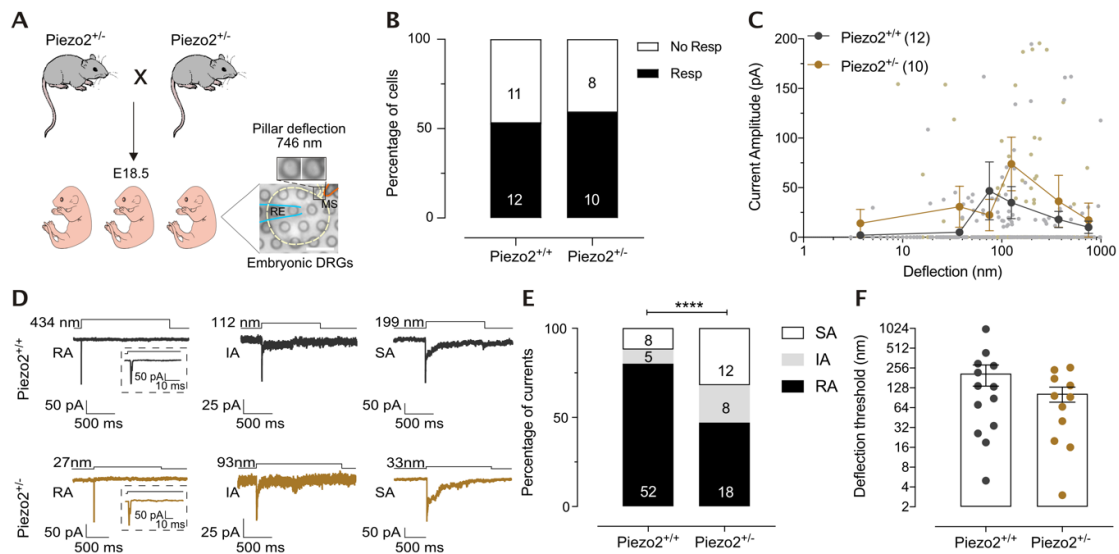 A
Piezo2+/-
Piezo2+/-
X
E18.5
Pillar deflection
746 nm
RE
MS
Embryonic DRGs
B
Percentage of cells
100
50
0
11
12
8
10
Piezo2+/+
Piezo2+/-
No Resp
Resp
C
Current Amplitude (pA)
200
150
100
50
0
Piezo2+/+ (12)
Piezo2+/- (10)
1
10
100
1000
Deflection (nm)
D
Piezo2+/+
434 nm
RA
50 pA
10 ms
50 pA
500 ms
112 nm
IA
25 pA
500 ms
199 nm
SA
50 pA
500 ms
Piezo2+/-
27nm
RA
50 pA
10 ms
50 pA
500 ms
93nm
IA
25 pA
500 ms
33nm
SA
50 pA
500 ms
E
****
Percentage of currents
100
50
0
8
5
52
12
8
18
Piezo2+/+
Piezo2+/-
SA
IA
RA
F
Deflection threshold (nm)
1024
512
256
128
64
32
16
8
4
2
Piezo2+/+
Piezo2+/-